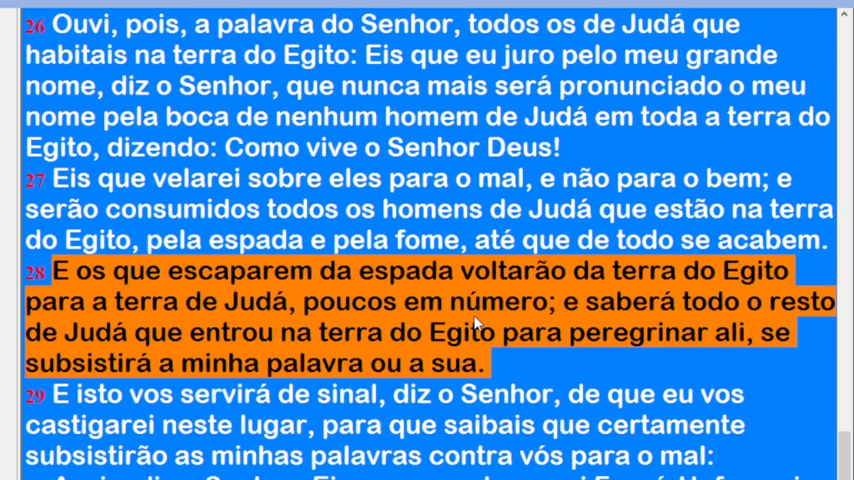 26 Ouvi, pois, a palavra do Senhor, todos os de Judá que
habitais na terra do Egito: Eis que eu juro pelo meu grande
nome, diz o Senhor, que nunca mais será pronunciado o meu
nome pela boca de nenhum homem de Judá em toda a terra do
Egito, dizendo: Como vive o Senhor Deus!
27 Eis que velarei sobre eles para o mal, e não para o bem; e
serão consumidos todos os homens de Judá que estão na terra
do Egito, pela espada e pela fome, até que de todo se acabem.
28 E os que escaparem da espada voltarão da terra do Egito
para a terra de Judá, poucos em número; e saberá todo o resto
de Judá que entrou na terra do Egito para peregrinar ali, se
subsistirá a minha palavra ou a sua.
29 E isto vos servirá de sinal, diz o Senhor, de que eu vos
castigarei neste lugar, para que saibais que certamente
subsistirão as minhas palavras contra vós para o mal: